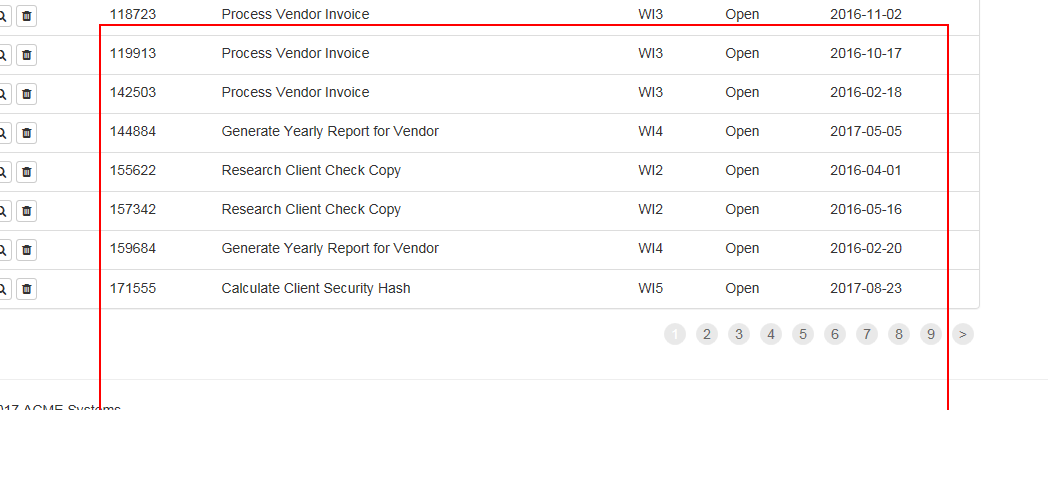 118723 Process Vendor Invoice WI3 Open 2016-11-02
119913 Process Vendor Invoice WI3 Open 2016-10-17
142503 Process Vendor Invoice WI3 Open 2016-02-18
144884 Generate Yearly Report for Vendor WI4 Open 2017-05-05
155622 Research Client Check Copy WI2 Open 2016-04-01
157342 Research Client Check Copy WI2 Open 2016-05-16
159684 Generate Yearly Report for Vendor WI4 Open 2016-02-20
171555 Calculate Client Security Hash WI5 Open 2017-08-23
1 2 3 4 5 6 7 8 9 >
017 ACME Systems